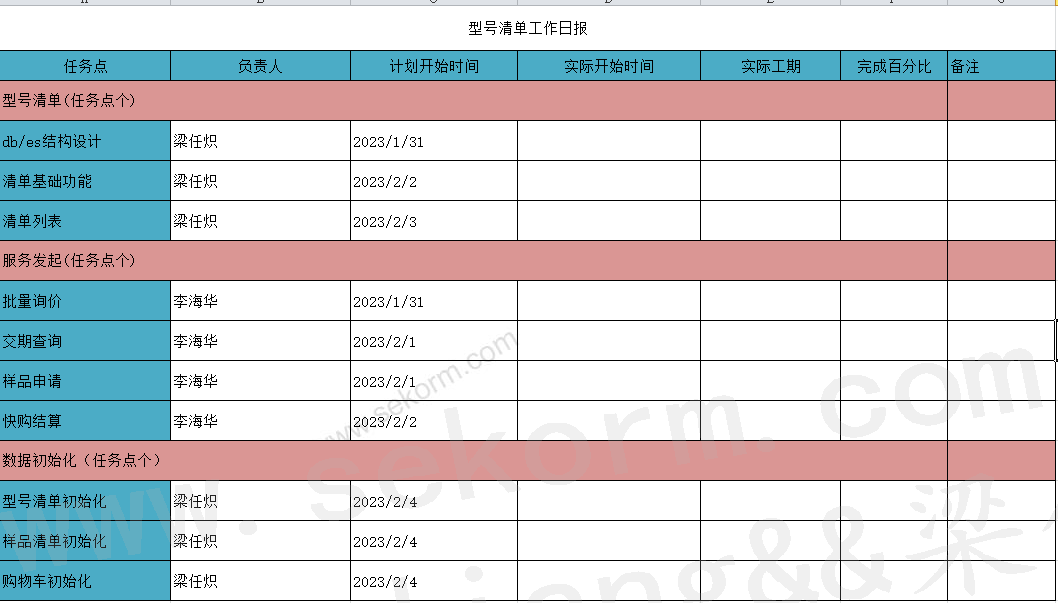 型号清单工作日报
任务点 负责人 计划开始时间 实际开始时间 实际工期 完成百分比 备注
型号清单(任务点个)
db/es结构设计 梁任炽 2023/1/31
清单基础功能 梁任炽 2023/2/2
清单列表 梁任炽 2023/2/3
服务发起(任务点个)
批量询价 李海华 2023/1/31
交期查询 李海华 2023/2/1
样品申请 李海华 2023/2/1
快购结算 李海华 2023/2/2
数据初始化（任务点个）
型号清单初始化 梁任炽 2023/2/4
样品清单初始化 梁任炽 2023/2/4
购物车初始化 梁任炽 2023/2/4
www.sekorm.com
www.sekorm.com
liang&&梁